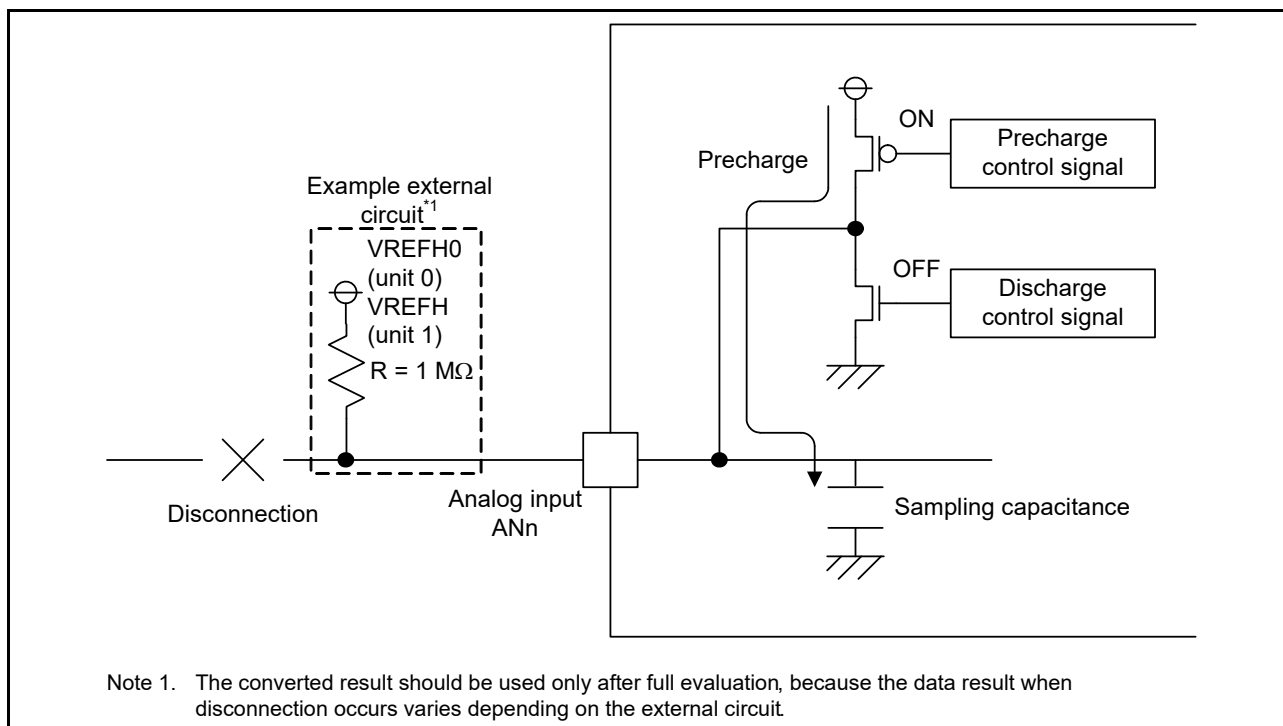 ON
Precharge
control signal
Precharge
Example external
circuit*1
VREFH0
(unit 0)
VREFH
(unit 1)
R = 1 MΩ
OFF
Discharge
control signal
Disconnection
Analog input
ANn
Sampling capacitance
Note 1. The converted result should be used only after full evaluation, because the data result when
disconnection occurs varies depending on the external circuit.